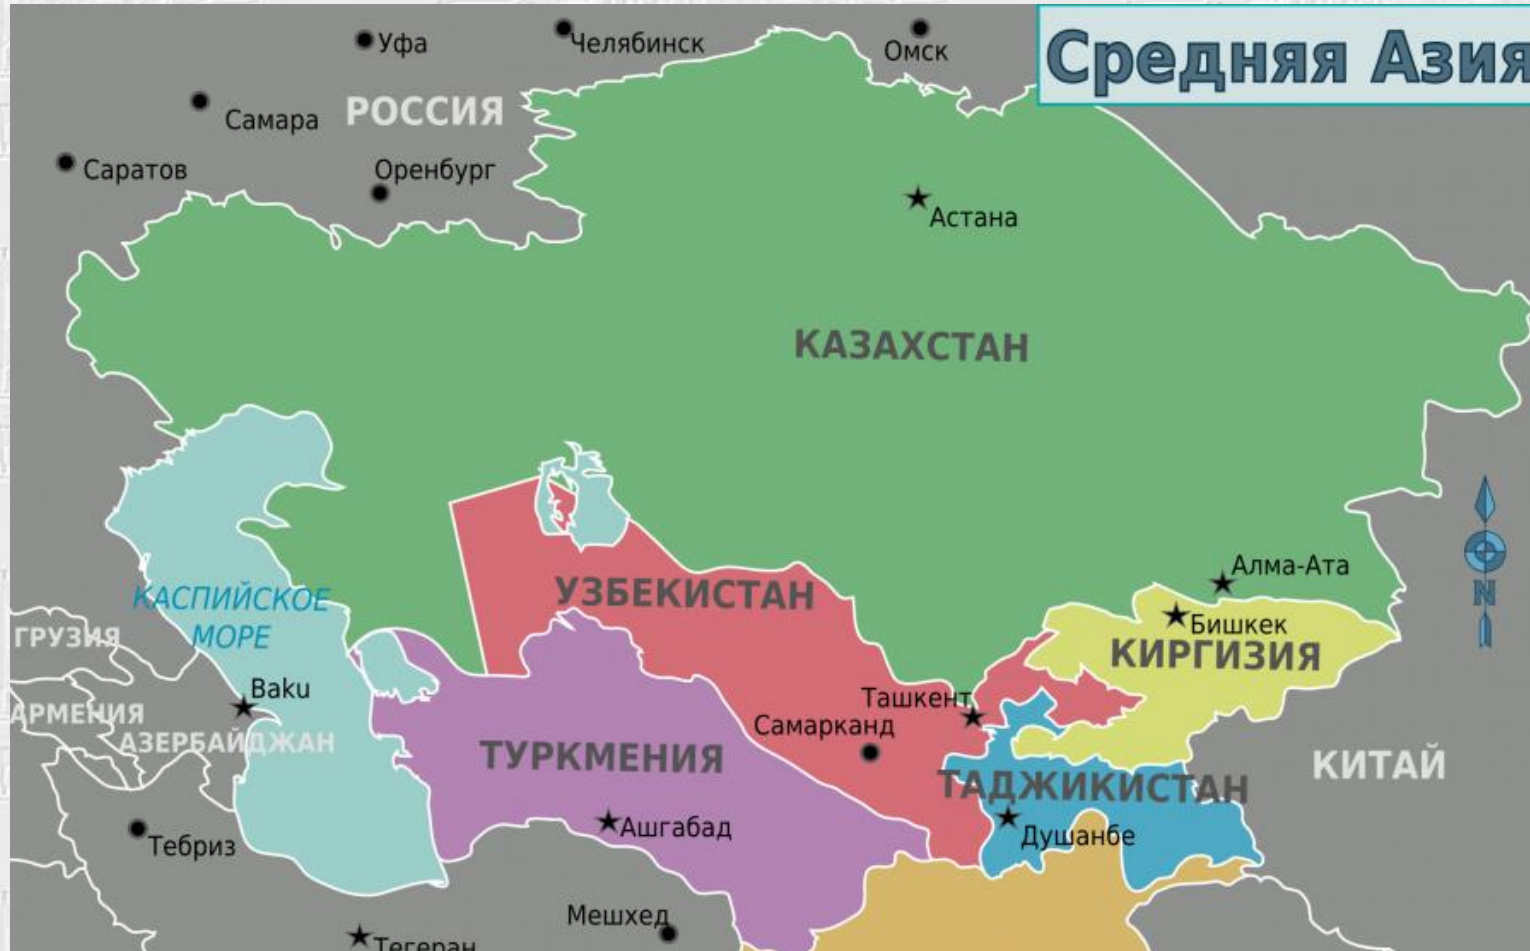 Средняя Азия
Уфа
Челябинск
Омск
Самара
РОССИЯ
Саратов
Оренбург
Астана
КАЗАХСТАН
КАСПИЙСКОЕ
МОРЕ
УЗБЕКИСТАН
Алма-Ата
N
Бишкек
КИРГИЗИЯ
ГРУЗИЯ
Baku
АРМЕНИЯ
АЗЕРБАЙДЖАН
Ташкент
Самарканд
ТУРКМЕНИЯ
ТАДЖИКИСТАН
КИТАЙ
Ашгабад
Душанбе
Тебриз
Мешхед
Тегеран